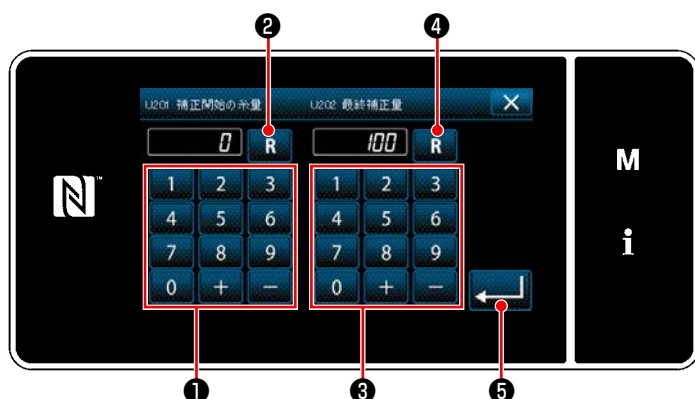 ❷ ❹
U201 補正開始の糸量 U202 最終補正量 ×
0 R 100 R
1 2 3 1 2 3
4 5 6 4 5 6
7 8 9 7 8 9
0 + − 0 + −
N™
M
i
❶ ❸ ❺